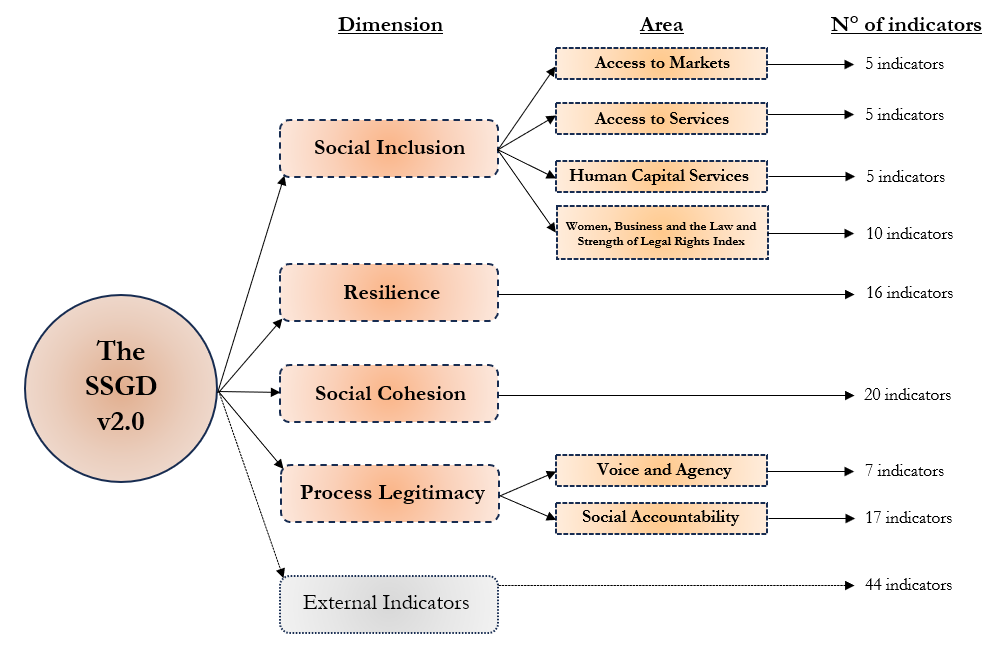 Dimension
Area
N° of indicators
Access to Markets
5 indicators
Access to Services
5 indicators
Social Inclusion
Human Capital Services
5 indicators
Women, Business and the Law and
Strength of Legal Rights Index
10 indicators
Resilience
16 indicators
The
SSGD
v2.0
Social Cohesion
20 indicators
Process Legitimacy
Voice and Agency
7 indicators
Social Accountability
17 indicators
External Indicators
44 indicators